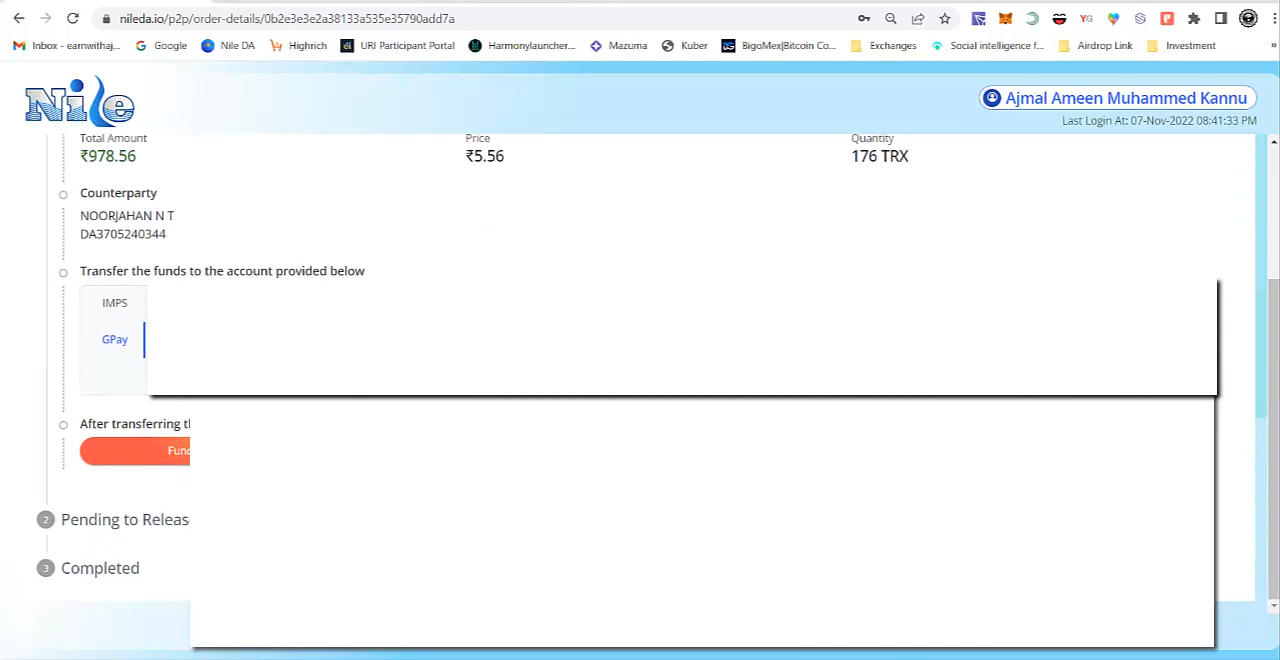 nileda.io/p2p/order-details/0b2e3e3e2a38133a535e35790add7a
Inbox - earnwithaj... Google Nile DA Highrich URI Participant Portal Harmonylauncher... Mazuma Kuber BigoMex|Bitcoin Co... Exchanges Social intelligence f... Airdrop Link Investment »
Nile
Ajmal Ameen Muhammed Kannu
Last Login At: 07-Nov-2022 08:41:33 PM
Total Amount Price Quantity
₹978.56 ₹5.56 176 TRX
Counterparty
NOORJAHAN N T
DA3705240344
Transfer the funds to the account provided below
IMPS
GPay
After transferring t
Fund
2 Pending to Releas
3 Completed